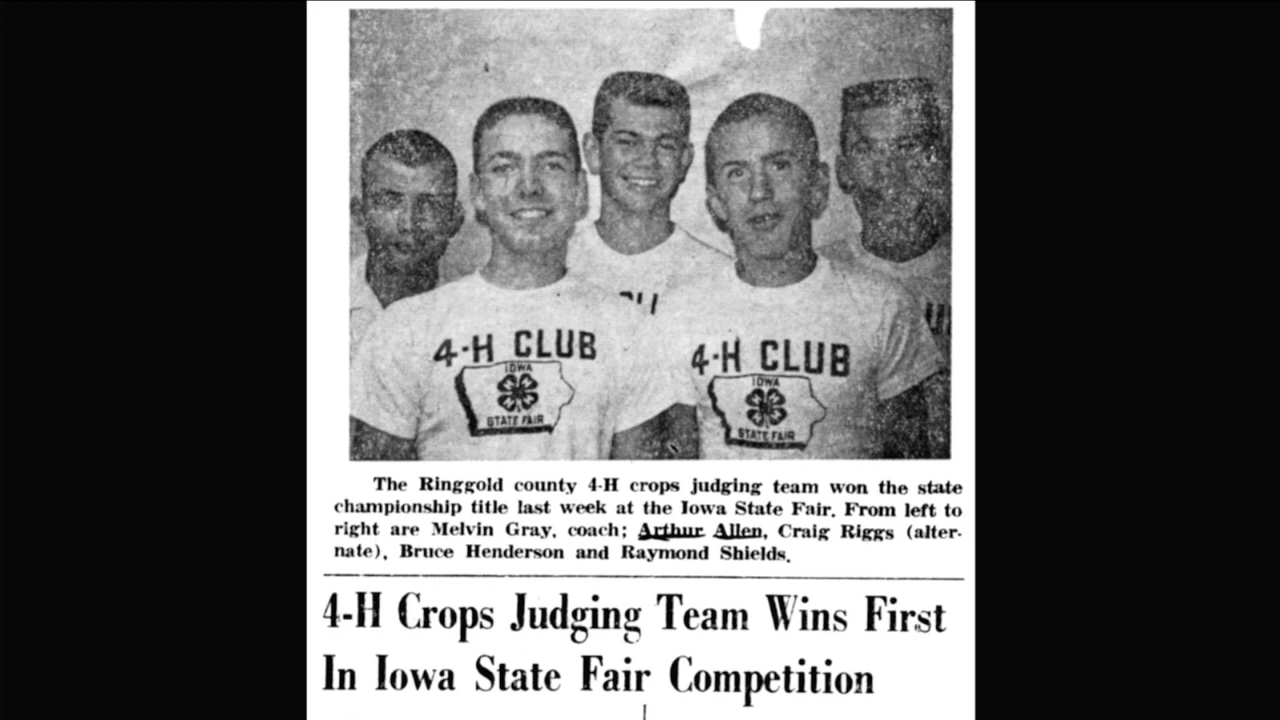 4-H CLUB
IOWA
STATE FAIR
4-H CLUB
IOWA
STATE FAIR
The Ringgold county 4-H crops judging team won the state
championship title last week at the Iowa State Fair. From left to
right are Melvin Gray, coach; Arthur Allen, Craig Riggs (alter-
nate), Bruce Henderson and Raymond Shields.
4-H Crops Judging Team Wins First
In Iowa State Fair Competition